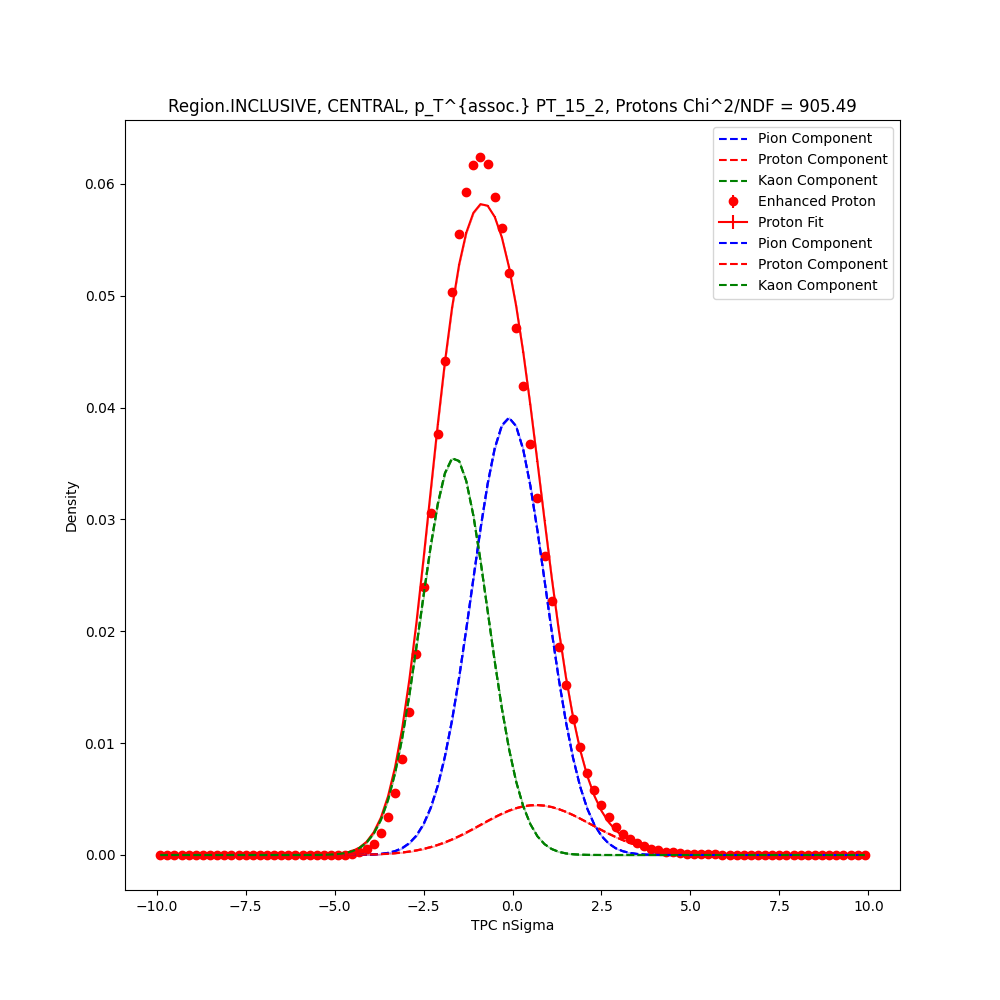 Region.INCLUSIVE, CENTRAL, p_T^{assoc.} PT_15_2, Protons Chi^2/NDF = 905.49
Pion Component
Proton Component
Kaon Component
Enhanced Proton
Proton Fit
Pion Component
Proton Component
Kaon Component
0.06
0.05
0.04
0.03
0.02
0.01
0.00
Density
−10.0 −7.5 −5.0 −2.5 0.0 2.5 5.0 7.5 10.0
TPC nSigma